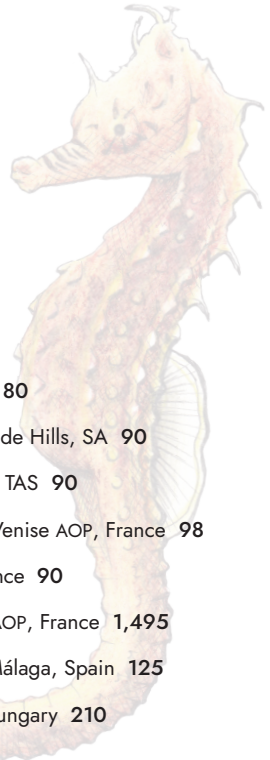 80
de Hills, SA 90
TAS 90
Venise AOP, France 98
nce 90
AOP, France 1,495
Málaga, Spain 125
ungary 210